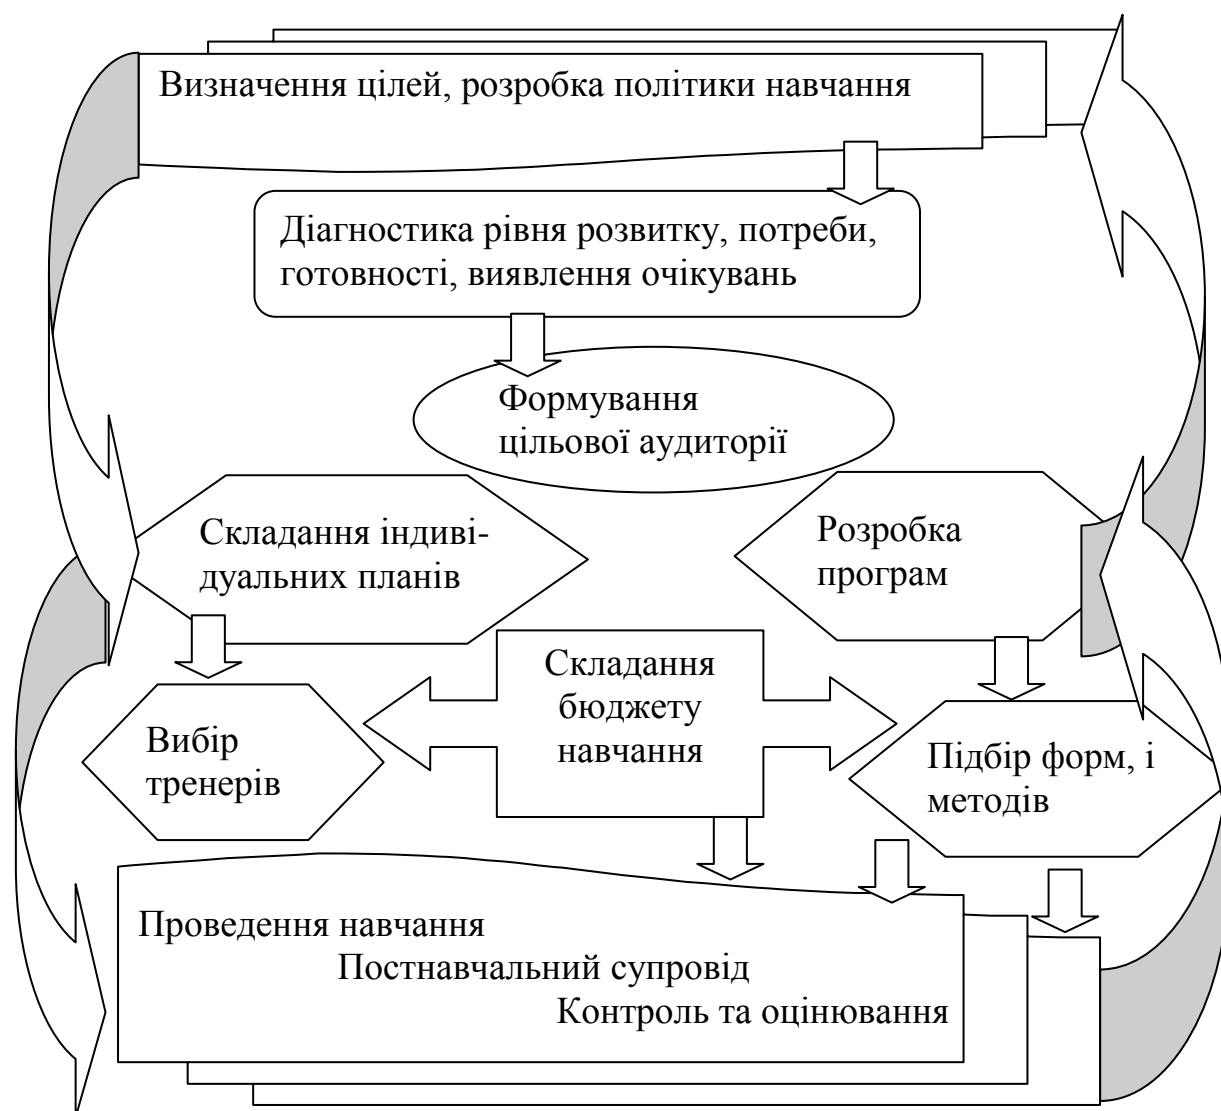 Визначення цілей, розробка політики навчання
Діагностика рівня розвитку, потреби,
готовності, виявлення очікувань
Формування
цільової аудиторії
Складання індиві-
дуальних планів
Розробка
програм
Складання
бюджету
навчання
Вибір
тренерів
Підбір форм, і
методів
Проведення навчання
Постнавчальний супровід
Контроль та оцінювання